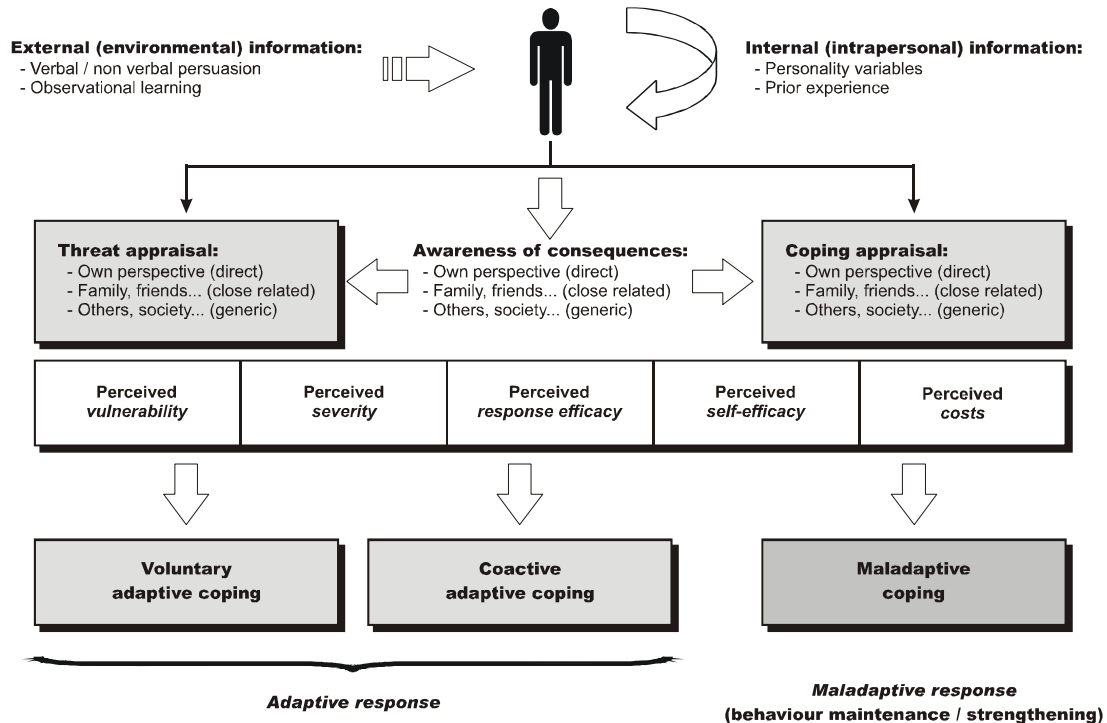 External (environmental) information:
- Verbal / non verbal persuasion
- Observational learning
Internal (intrapersonal) information:
- Personality variables
- Prior experience
Threat appraisal:
- Own perspective (direct)
- Family, friends... (close related)
- Others, society... (generic)
Awareness of consequences:
- Own perspective (direct)
- Family, friends... (close related)
- Others, society... (generic)
Coping appraisal:
- Own perspective (direct)
- Family, friends... (close related)
- Others, society... (generic)
Perceived
vulnerability
Perceived
severity
Perceived
response efficacy
Perceived
self-efficacy
Perceived
costs
Voluntary
adaptive coping
Coactive
adaptive coping
Maladaptive
coping
Adaptive response
Maladaptive response
(behaviour maintenance / strengthening)